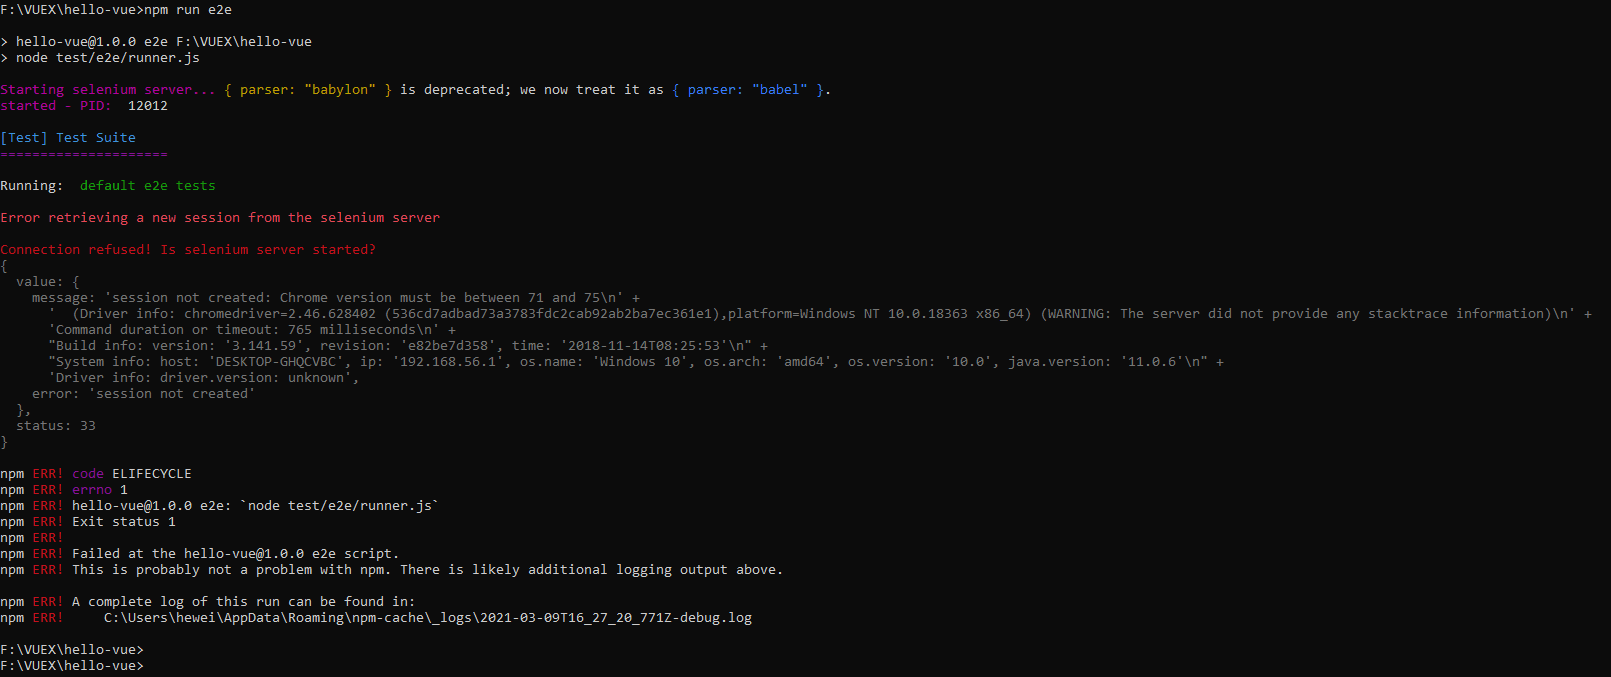 F:\VUEX\hello-vue>npm run e2e
> hello-vue@1.0.0 e2e F:\VUEX\hello-vue
> node test/e2e/runner.js
Starting selenium server... { parser: "babylon" } is deprecated; we now treat it as { parser: "babel" }.
started - PID:  12012
[Test] Test Suite
=====================
Running:  default e2e tests
Error retrieving a new session from the selenium server
Connection refused! Is selenium server started?
{
  value: {
    message: 'session not created: Chrome version must be between 71 and 75\n' +
      '  (Driver info: chromedriver=2.46.628402 (536cd7adbad73a3783fdc2cab92ab2ba7ec361e1),platform=Windows NT 10.0.18363 x86_64) (WARNING: The server did not provide any stacktrace information)\n' +
      'Command duration or timeout: 765 milliseconds\n' +
      "Build info: version: '3.141.59', revision: 'e82be7d358', time: '2018-11-14T08:25:53'\n" +
      "System info: host: 'DESKTOP-GHQCVBC', ip: '192.168.56.1', os.name: 'Windows 10', os.arch: 'amd64', os.version: '10.0', java.version: '11.0.6'\n" +
      'Driver info: driver.version: unknown',
    error: 'session not created'
  },
  status: 33
}
npm ERR! code ELIFECYCLE
npm ERR! errno 1
npm ERR! hello-vue@1.0.0 e2e: `node test/e2e/runner.js`
npm ERR! Exit status 1
npm ERR!
npm ERR! Failed at the hello-vue@1.0.0 e2e script.
npm ERR! This is probably not a problem with npm. There is likely additional logging output above.
npm ERR! A complete log of this run can be found in:
npm ERR!     C:\Users\hewei\AppData\Roaming\npm-cache\_logs\2021-03-09T16_27_20_771Z-debug.log
F:\VUEX\hello-vue>
F:\VUEX\hello-vue>